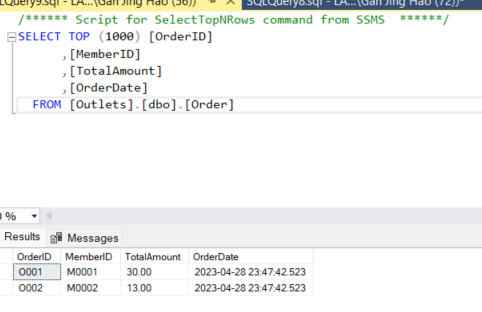 SQLQuery9.sql - LA...\Gan Jing Hao (56)) SQLQuery8.sql - LA...\Gan Jing Hao (72))*
/****** Script for SelectTopNRows command from SSMS ******/
SELECT TOP (1000) [OrderID]
,[MemberID]
,[TotalAmount]
,[OrderDate]
FROM [Outlets].[dbo].[Order]
0 %
Results Messages
OrderID MemberID TotalAmount OrderDate
O001 M0001 30.00 2023-04-28 23:47:42.523
O002 M0002 13.00 2023-04-28 23:47:42.523